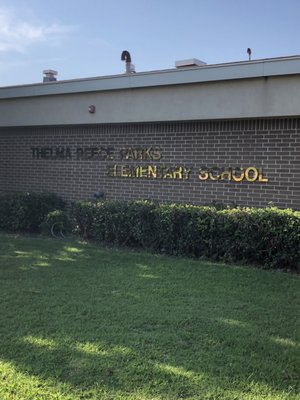 THELMA REECE PARKS
ELEMENTARY SCHOOL